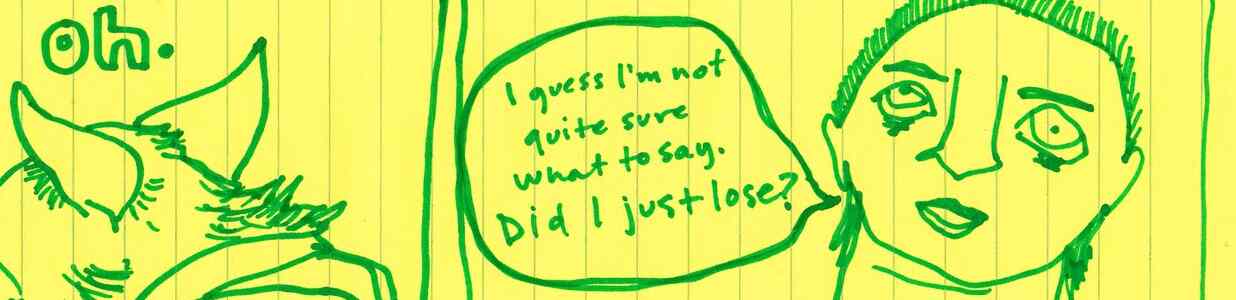 oh.
I guess I'm not
quite sure
what to say.
Did I just lose?